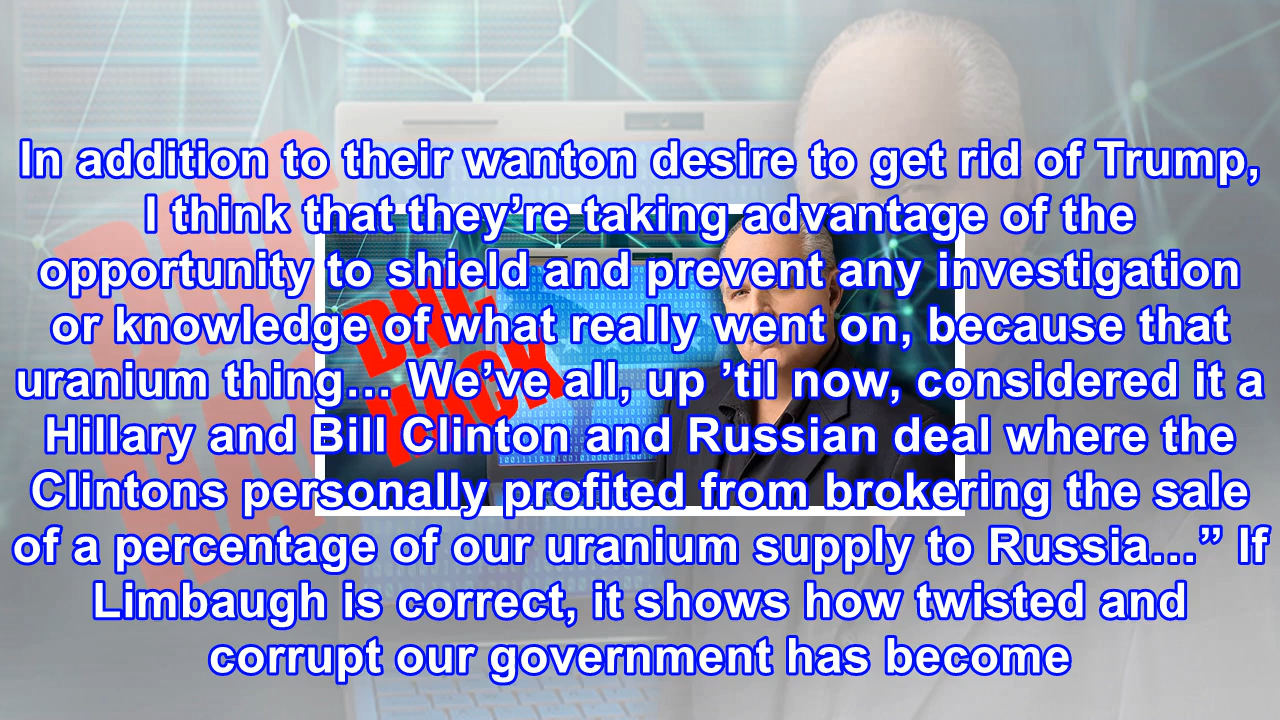 In addition to their wanton desire to get rid of Trump,
I think that they’re taking advantage of the
opportunity to shield and prevent any investigation
or knowledge of what really went on, because that
uranium thing… We’ve all, up ’til now, considered it a
Hillary and Bill Clinton and Russian deal where the
Clintons personally profited from brokering the sale
of a percentage of our uranium supply to Russia…” If
Limbaugh is correct, it shows how twisted and
corrupt our government has become
DNC
HACK